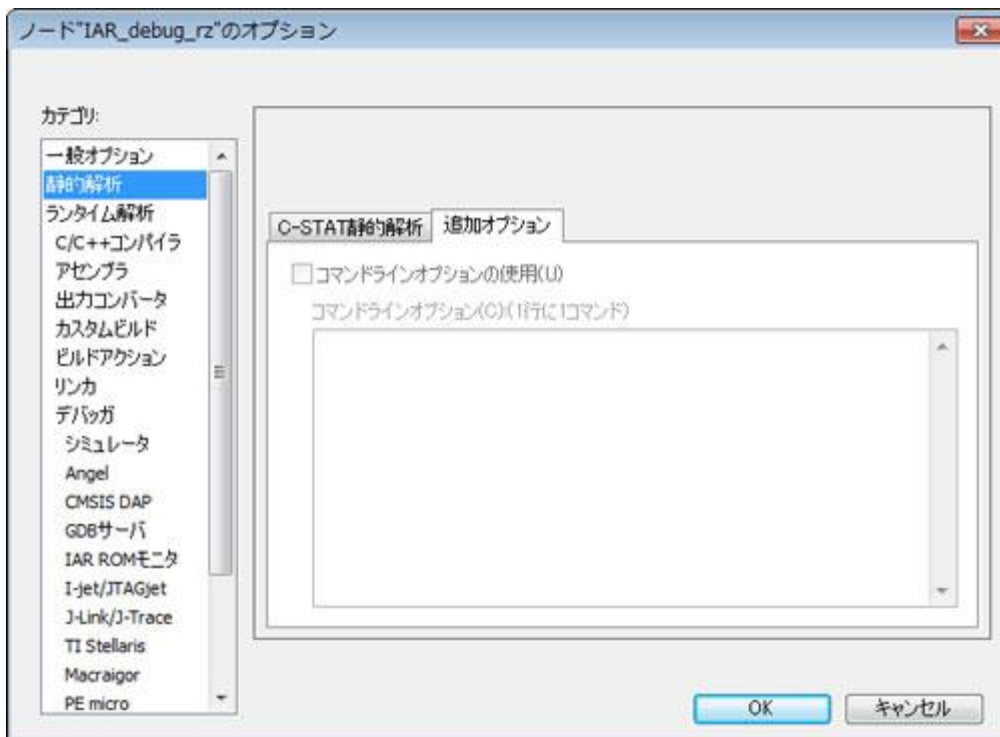 ノード"IAR_debug_rz"のオプション
カテゴリ:
一般オプション
静的解析
ランタイム解析
C/C++コンパイラ
アセンブラ
出力コンバータ
カスタムビルド
ビルドアクション
リンカ
デバッガ
シミュレータ
Angel
CMSIS DAP
GDBサーバ
IAR ROMモニタ
I-jet/JTAGjet
J-Link/J-Trace
TI Stellaris
Macraigor
PE micro
C-STAT静的解析
追加オプション
コマンドラインオプションの使用(U)
コマンドラインオプション(C)(1行に1コマンド)
OK
キャンセル